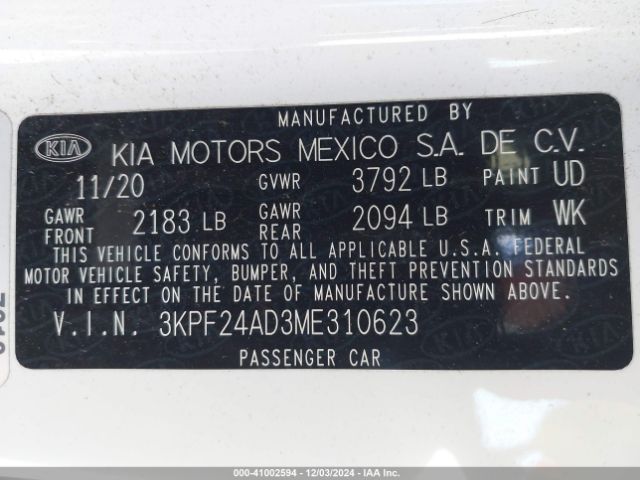 MANUFACTURED BY
KIA KIA MOTORS MEXICO S.A. DE C.V.
11/20 GVWR 3792 LB PAINT UD
GAWR FRONT 2183 LB GAWR REAR 2094 LB TRIM WK
THIS VEHICLE CONFORMS TO ALL APPLICABLE U.S.A. FEDERAL
MOTOR VEHICLE SAFETY, BUMPER, AND THEFT PREVENTION STANDARDS
IN EFFECT ON THE DATE OF MANUFACTURE SHOWN ABOVE.
V.I.N. 3KPF24AD3ME310623
PASSENGER CAR
000-41002594 - 12/03/2024 - IAA Inc.